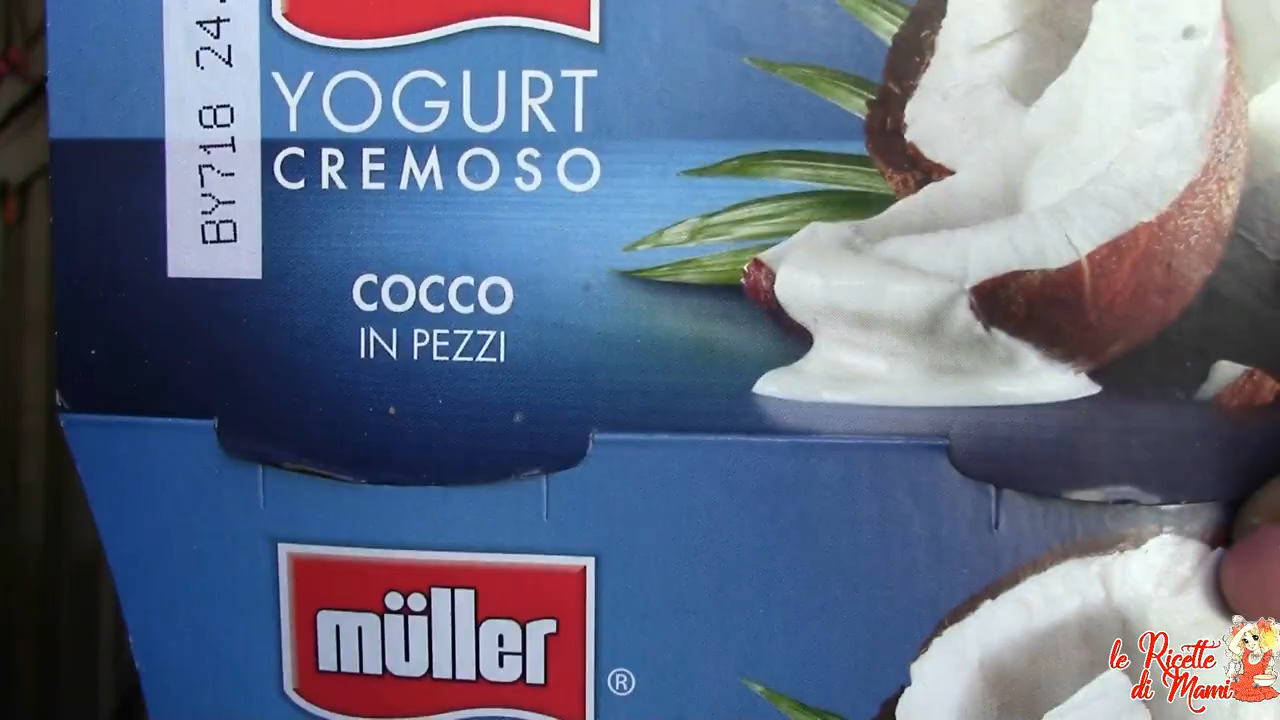 BY718 24.
YOGURT
CREMOSO
COCCO
IN PEZZI
müller
®
le Ricette
di Mami